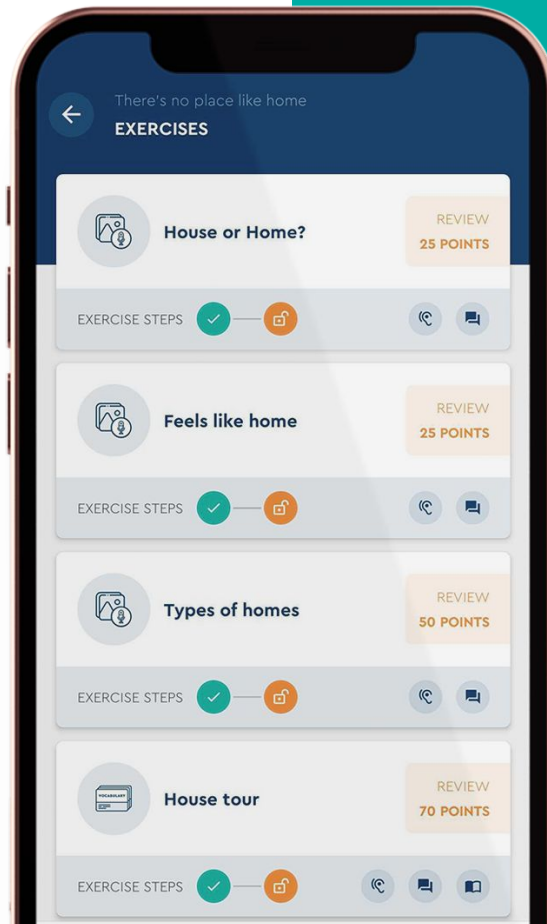 There's no place like home
EXERCISES
House or Home?
REVIEW
25 POINTS
EXERCISE STEPS
Feels like home
REVIEW
25 POINTS
EXERCISE STEPS
Types of homes
REVIEW
50 POINTS
EXERCISE STEPS
VOCABULARY
House tour
REVIEW
70 POINTS
EXERCISE STEPS